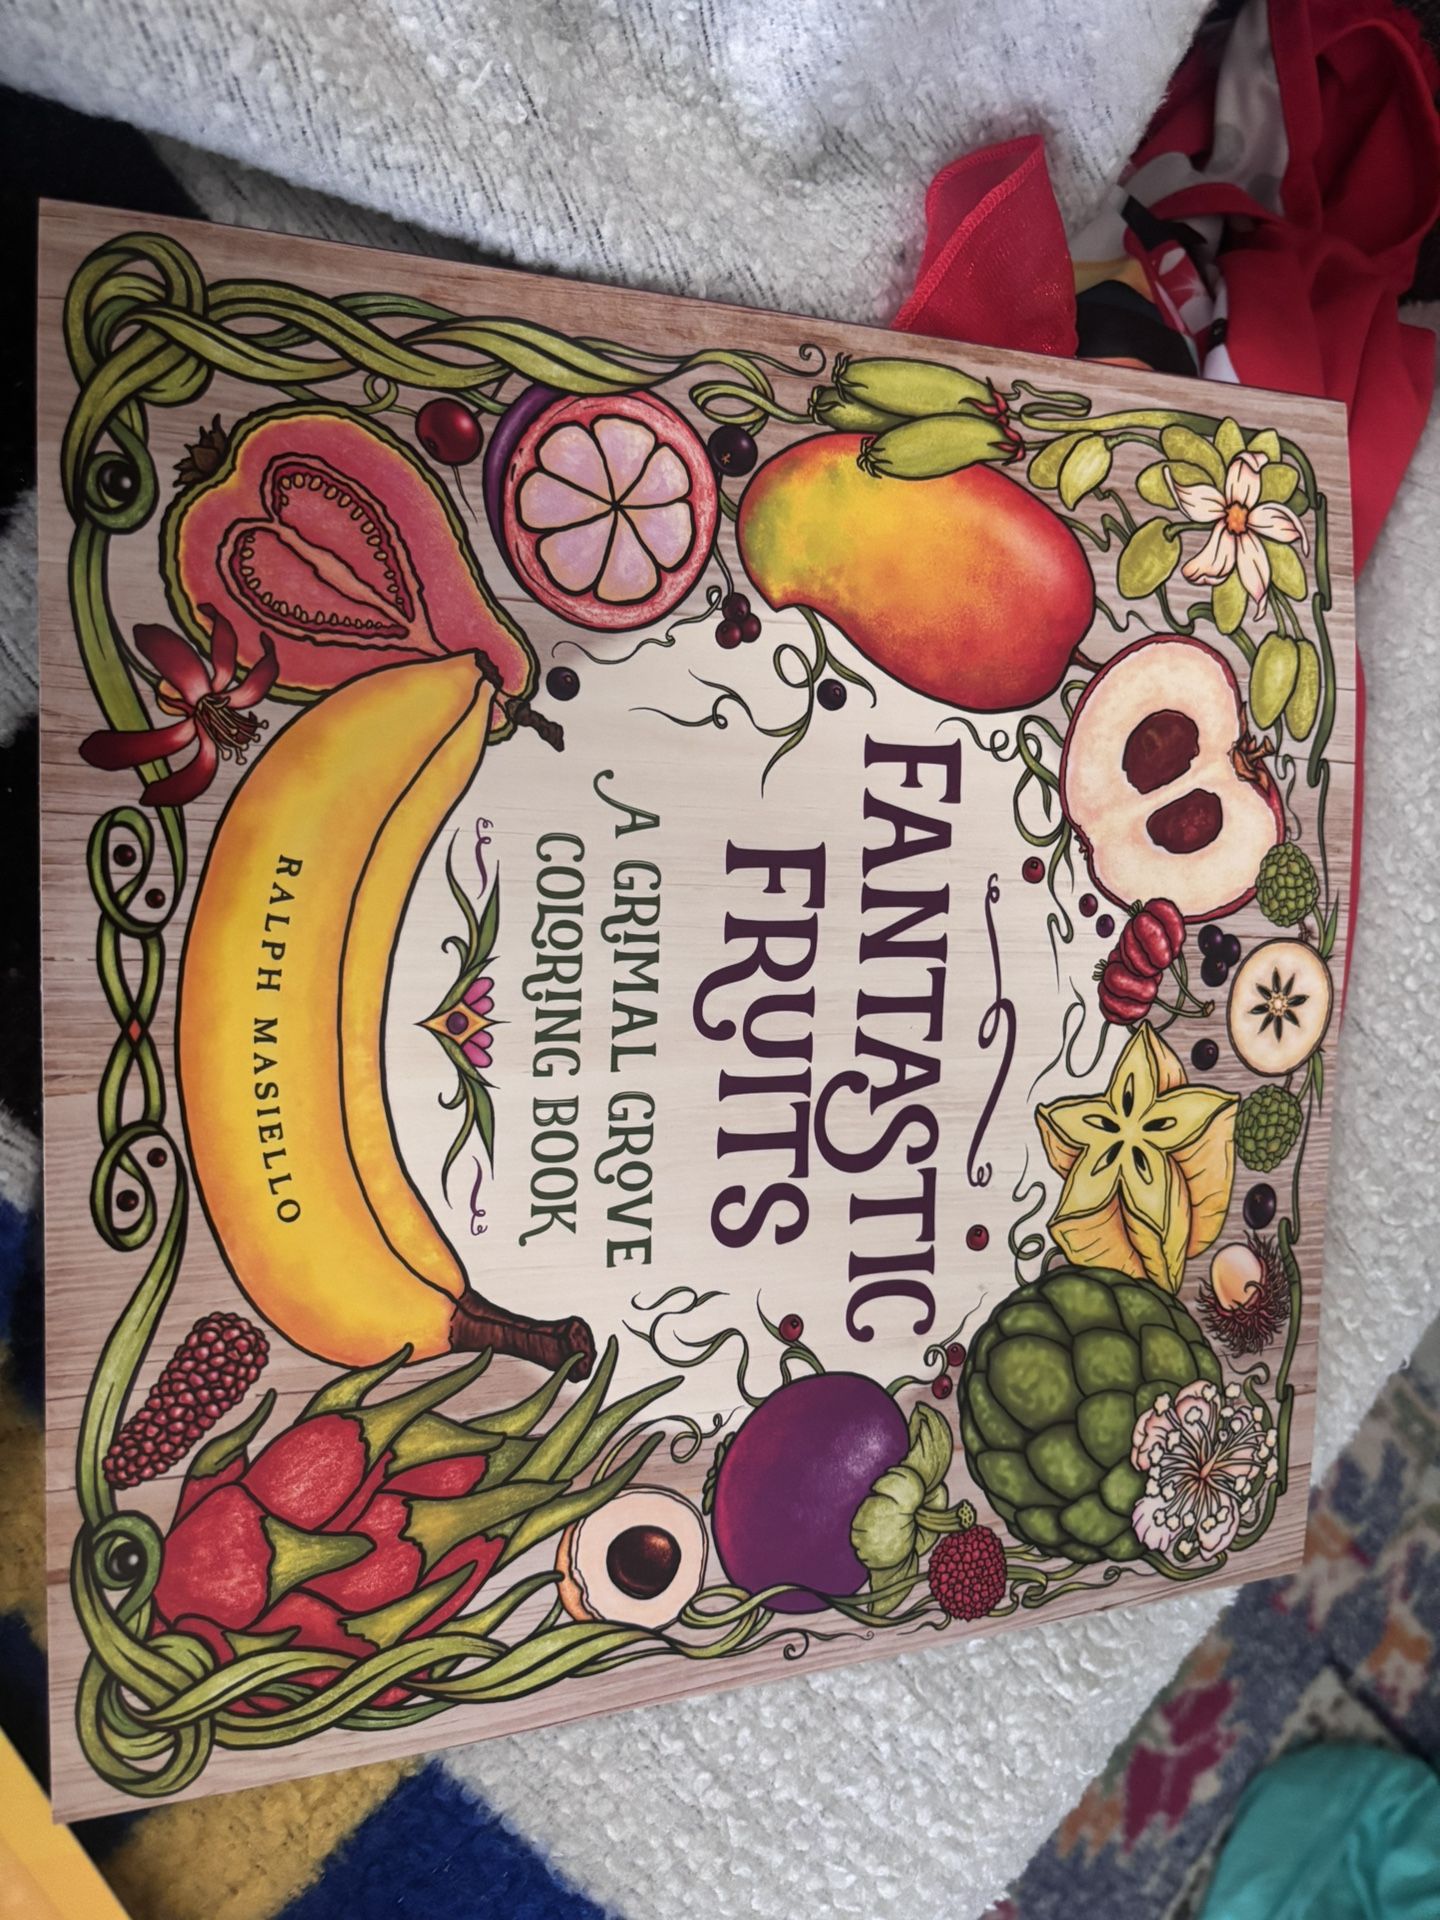 FANTASTIC
FRUITS
A GRIMAL GROVE
COLORING BOOK
RALPH MASIELLO